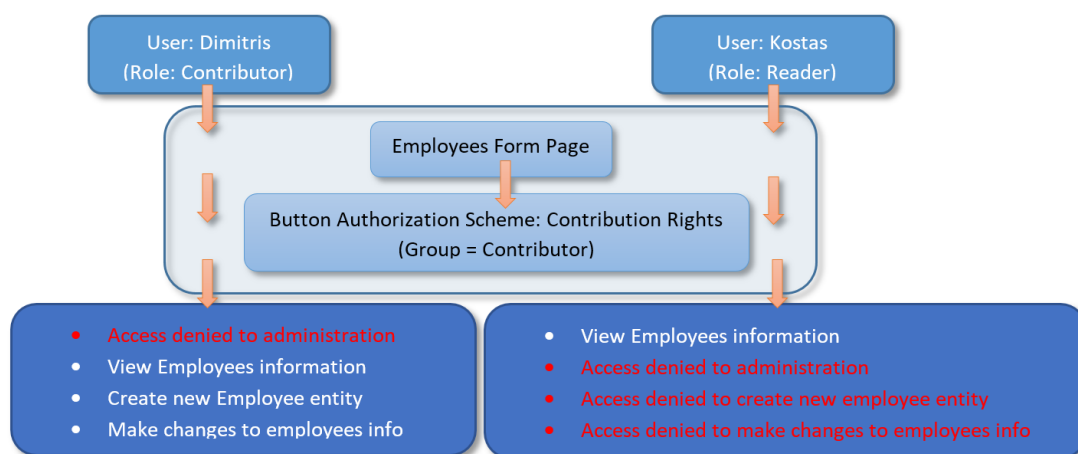 User: Dimitris
(Role: Contributor)
User: Kostas
(Role: Reader)
Employees Form Page
Button Authorization Scheme: Contribution Rights
(Group = Contributor)
• Access denied to administration
• View Employees information
• Create new Employee entity
• Make changes to employees info
• View Employees information
• Access denied to administration
• Access denied to create new employee entity
• Access denied to make changes to employees info